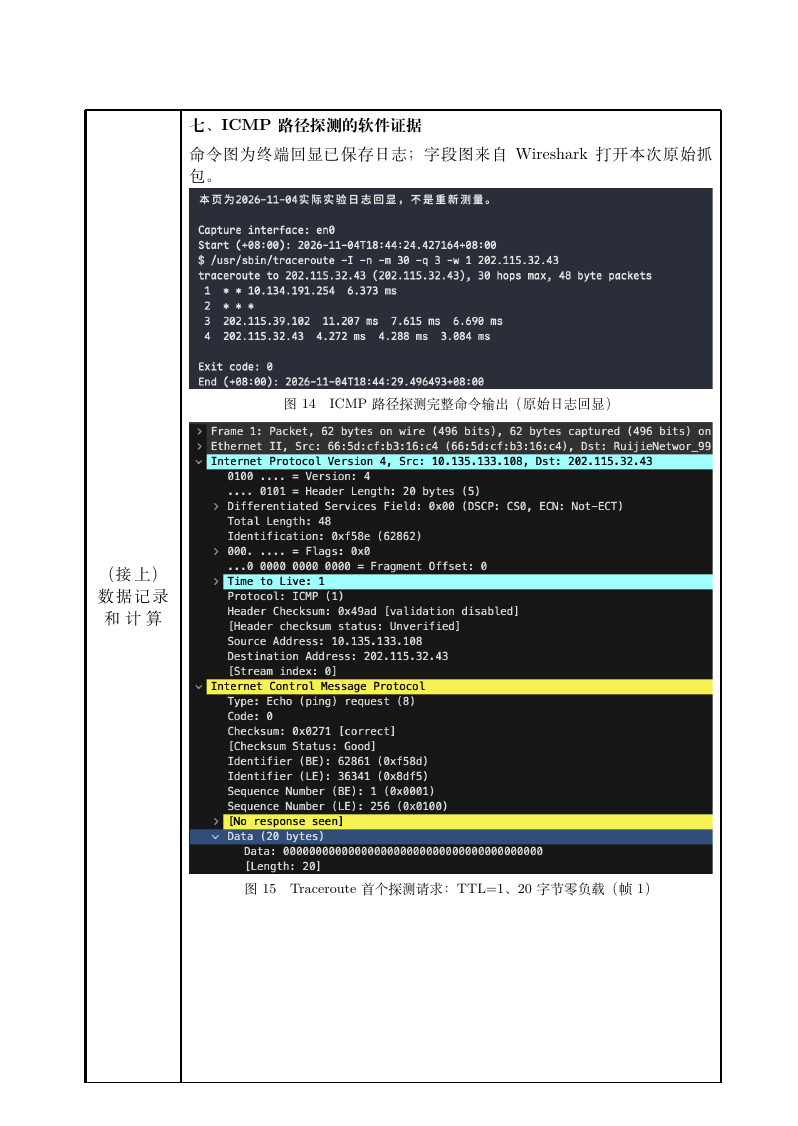 七、ICMP 路径探测的软件证据
命令图为终端回显已保存日志；字段图来自 Wireshark 打开本次原始抓
包。
本页为2026-11-04实际实验日志回显，不是重新测量。
Capture interface: en0
Start (+08:00): 2026-11-04T18:44:24.427164+08:00
$ /usr/sbin/traceroute -I -n -m 30 -q 3 -w 1 202.115.32.43
traceroute to 202.115.32.43 (202.115.32.43), 30 hops max, 48 byte packets
1 * * 10.134.191.254 6.373 ms
2 * * *
3 202.115.39.102 11.207 ms 7.615 ms 6.690 ms
4 202.115.32.43 4.272 ms 4.288 ms 3.084 ms
Exit code: 0
End (+08:00): 2026-11-04T18:44:29.496493+08:00
图 14 ICMP 路径探测完整命令输出（原始日志回显）
Frame 1: Packet, 62 bytes on wire (496 bits), 62 bytes captured (496 bits) on
Ethernet II, Src: 66:5d:cf:b3:16:c4 (66:5d:cf:b3:16:c4), Dst: RuijieNetwor_99
Internet Protocol Version 4, Src: 10.135.133.108, Dst: 202.115.32.43
0100 .... = Version: 4
.... 0101 = Header Length: 20 bytes (5)
Differentiated Services Field: 0x00 (DSCP: CS0, ECN: Not-ECT)
Total Length: 48
Identification: 0xf58e (62862)
000. .... = Flags: 0x0
...0 0000 0000 0000 = Fragment Offset: 0
Time to Live: 1
Protocol: ICMP (1)
Header Checksum: 0x49ad [validation disabled]
[Header checksum status: Unverified]
Source Address: 10.135.133.108
Destination Address: 202.115.32.43
[Stream index: 0]
Internet Control Message Protocol
Type: Echo (ping) request (8)
Code: 0
Checksum: 0x0271 [correct]
[Checksum Status: Good]
Identifier (BE): 62861 (0xf58d)
Identifier (LE): 36341 (0x8df5)
Sequence Number (BE): 1 (0x0001)
Sequence Number (LE): 256 (0x0100)
[No response seen]
Data (20 bytes)
Data: 0000000000000000000000000000000000000000
[Length: 20]
图 15 Traceroute 首个探测请求：TTL=1、20 字节零负载（帧 1）
（接上）
数据记录
和 计 算